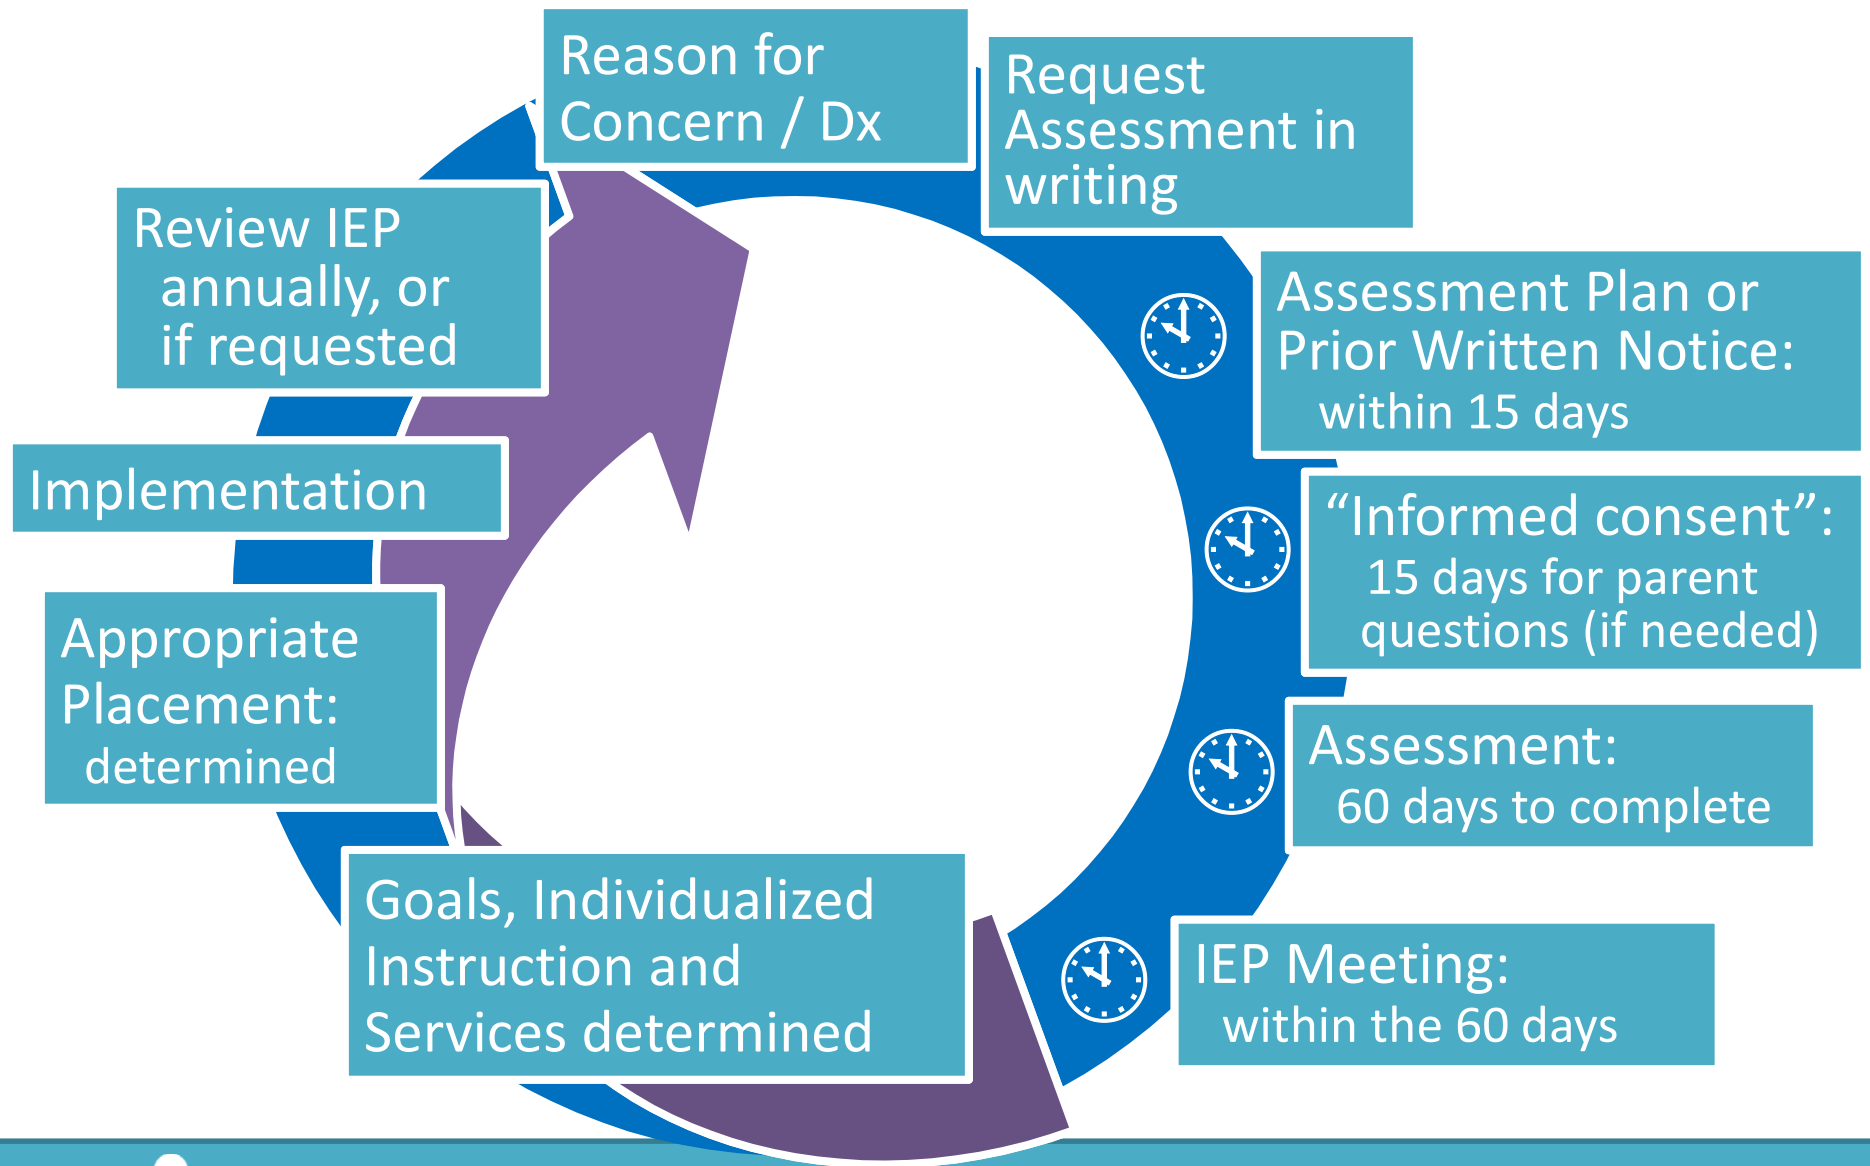 Reason for
Concern / Dx
Request
Assessment in
writing
Assessment Plan or
Prior Written Notice:
within 15 days
“Informed consent”:
15 days for parent
questions (if needed)
Assessment:
60 days to complete
IEP Meeting:
within the 60 days
Goals, Individualized
Instruction and
Services determined
Appropriate
Placement:
determined
Implementation
Review IEP
annually, or
if requested